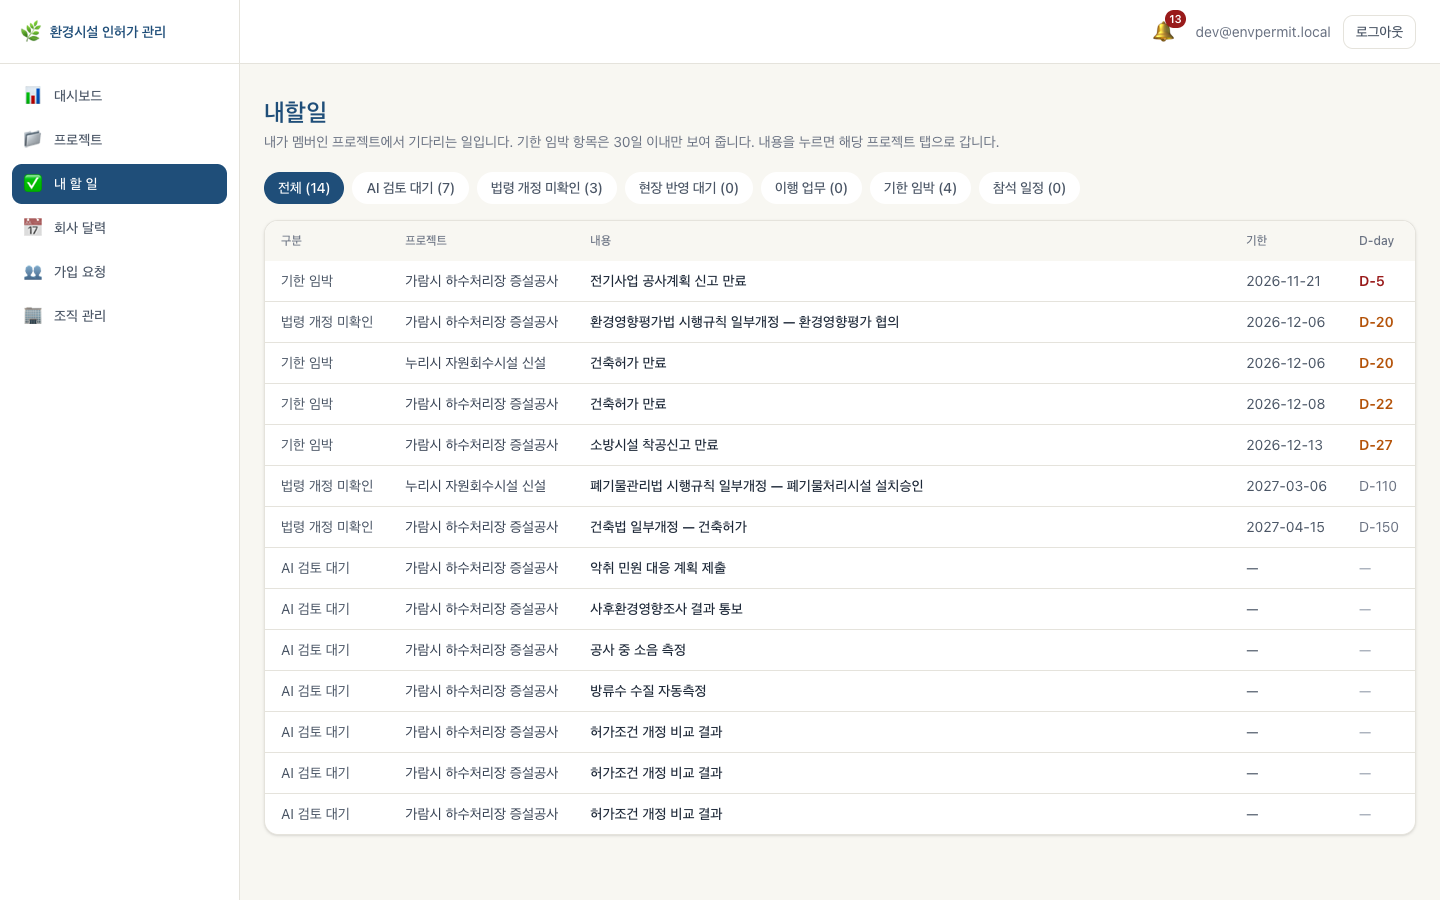 환경시설 인허가 관리
13
dev@envpermit.local
로그아웃
대시보드
프로젝트
내 할 일
회사 달력
가입 요청
조직 관리
내할일
내가 멤버인 프로젝트에서 기다리는 일입니다. 기한 임박 항목은 30일 이내만 보여 줍니다. 내용을 누르면 해당 프로젝트 탭으로 갑니다.
전체 (14) AI 검토 대기 (7) 법령 개정 미확인 (3) 현장 반영 대기 (0) 이행 업무 (0) 기한 임박 (4) 참석 일정 (0)
구분 프로젝트 내용 기한 D-day
기한 임박 가람시 하수처리장 증설공사 전기사업 공사계획 신고 만료 2026-11-21 D-5
법령 개정 미확인 가람시 하수처리장 증설공사 환경영향평가법 시행규칙 일부개정 — 환경영향평가 협의 2026-12-06 D-20
기한 임박 누리시 자원회수시설 신설 건축허가 만료 2026-12-06 D-20
기한 임박 가람시 하수처리장 증설공사 건축허가 만료 2026-12-08 D-22
기한 임박 가람시 하수처리장 증설공사 소방시설 착공신고 만료 2026-12-13 D-27
법령 개정 미확인 누리시 자원회수시설 신설 폐기물관리법 시행규칙 일부개정 — 폐기물처리시설 설치승인 2027-03-06 D-110
법령 개정 미확인 가람시 하수처리장 증설공사 건축법 일부개정 — 건축허가 2027-04-15 D-150
AI 검토 대기 가람시 하수처리장 증설공사 악취 민원 대응 계획 제출 — —
AI 검토 대기 가람시 하수처리장 증설공사 사후환경영향조사 결과 통보 — —
AI 검토 대기 가람시 하수처리장 증설공사 공사 중 소음 측정 — —
AI 검토 대기 가람시 하수처리장 증설공사 방류수 수질 자동측정 — —
AI 검토 대기 가람시 하수처리장 증설공사 허가조건 개정 비교 결과 — —
AI 검토 대기 가람시 하수처리장 증설공사 허가조건 개정 비교 결과 — —
AI 검토 대기 가람시 하수처리장 증설공사 허가조건 개정 비교 결과 — —